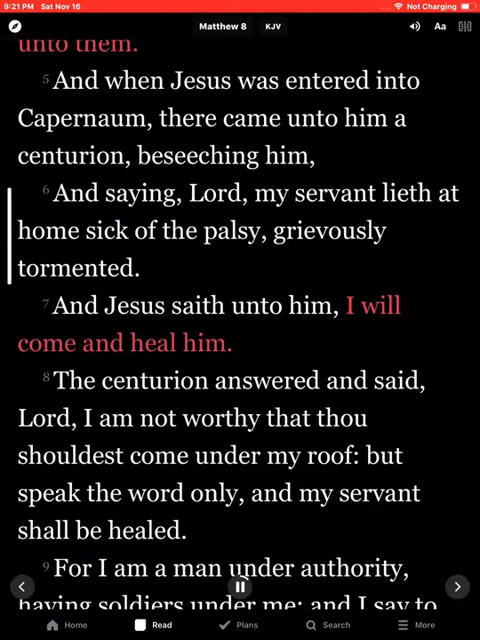 9:21 PM Sat Nov 16 Not Charging
Matthew 8 KJV Aa
unto them.
5 And when Jesus was entered into
Capernaum, there came unto him a
centurion, beseeching him,
6 And saying, Lord, my servant lieth at
home sick of the palsy, grievously
tormented.
7 And Jesus saith unto him, I will
come and heal him.
8 The centurion answered and said,
Lord, I am not worthy that thou
shouldest come under my roof: but
speak the word only, and my servant
shall be healed.
9 For I am a man under authority,
having soldiers under me: and I say to
Home Read Plans Search More